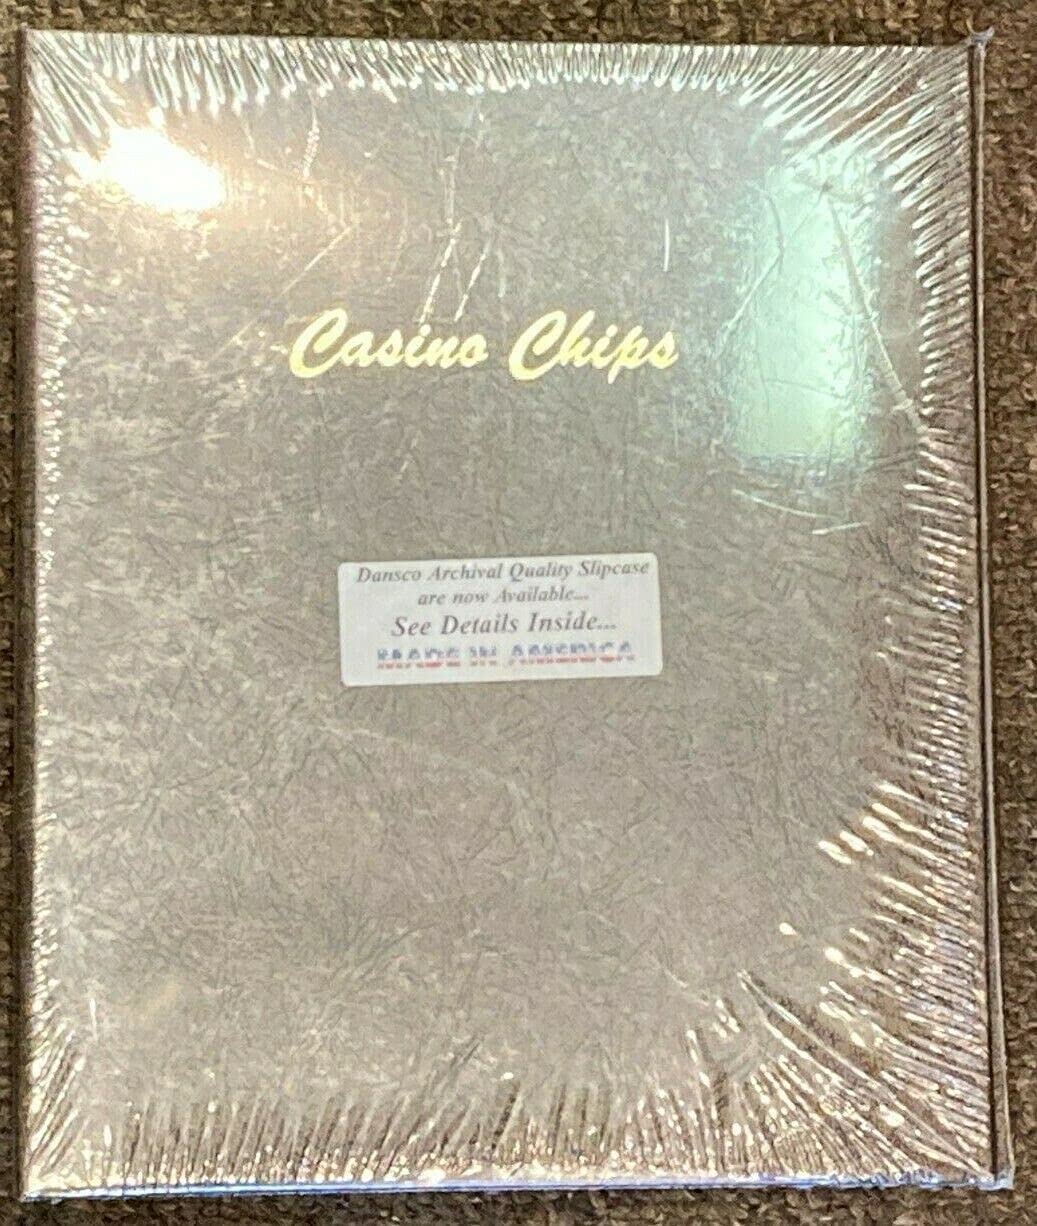 Casino Chips
Dansco Archival Quality Slipcase
are now Available...
See Details Inside...
MADE IN AMERICA